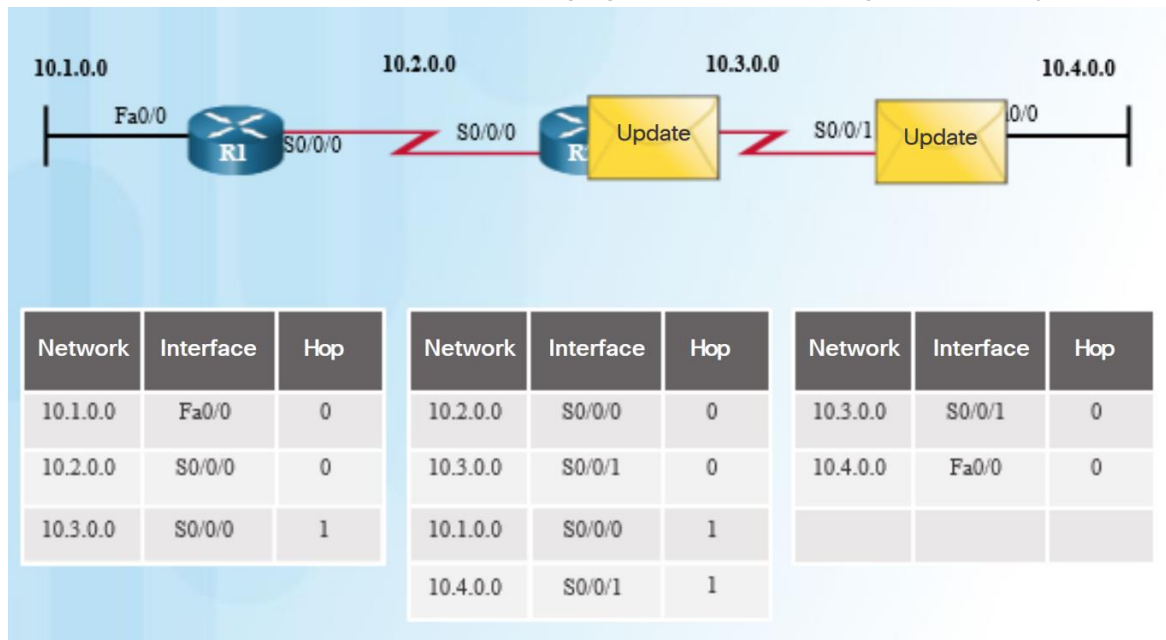 10.1.0.0 10.2.0.0 10.3.0.0 10.4.0.0
Fa0/0 S0/0/0 S0/0/1 0/0
R1 S0/0/0 R Update Update
Network Interface Hop
10.1.0.0 Fa0/0 0
10.2.0.0 S0/0/0 0
10.3.0.0 S0/0/0 1
Network Interface Hop
10.2.0.0 S0/0/0 0
10.3.0.0 S0/0/1 0
10.1.0.0 S0/0/0 1
10.4.0.0 S0/0/1 1
Network Interface Hop
10.3.0.0 S0/0/1 0
10.4.0.0 Fa0/0 0